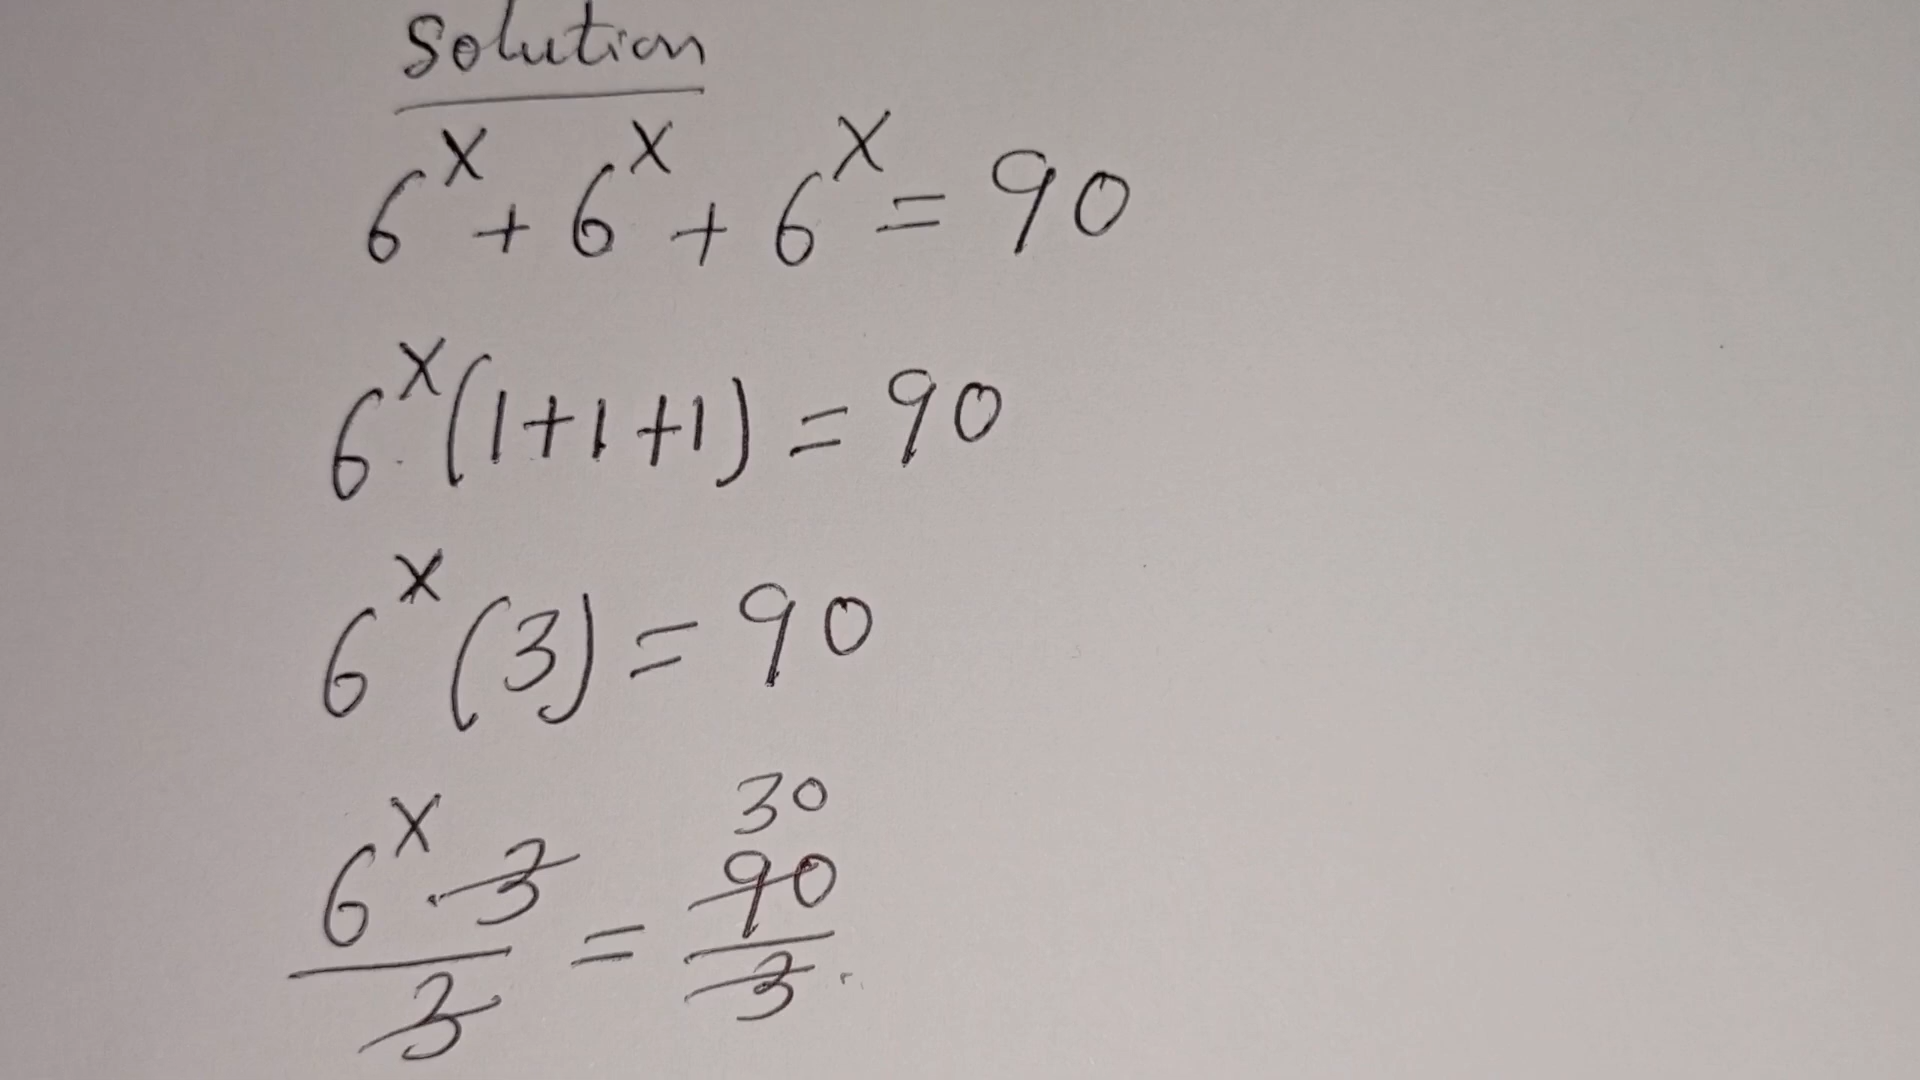 Solution
6^x + 6^x + 6^x = 90
6^x (1+1+1) = 90
6^x (3) = 90
30
6^x · 3 / 3 = 90 / 3